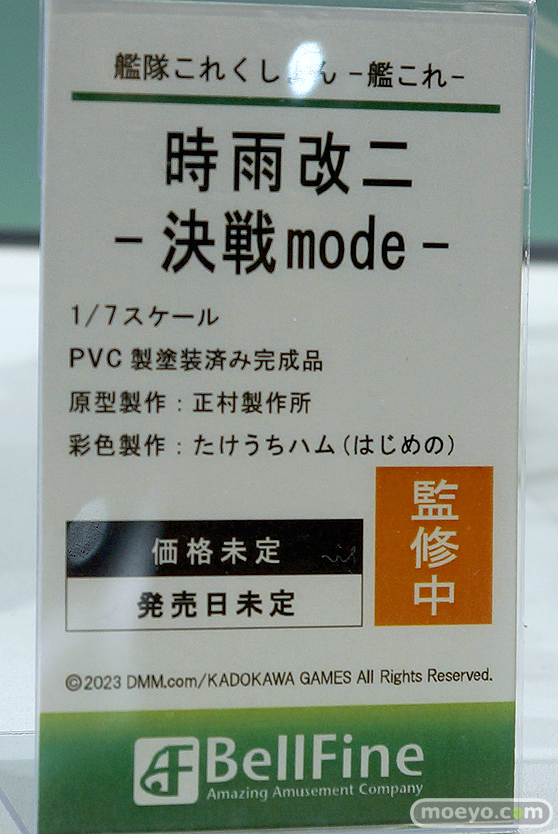 艦隊これくしょん -艦これ-
時雨改二
-決戦mode-
1/7スケール
PVC 製塗装済み完成品
原型製作：正村製作所
彩色製作：たけうちハム(はじめの)
監修中
価格未定
発売日未定
©2023 DMM.com/KADOKAWA GAMES All Rights Reserved.
BellFine
Amazing Amusement Company
moeyo.com